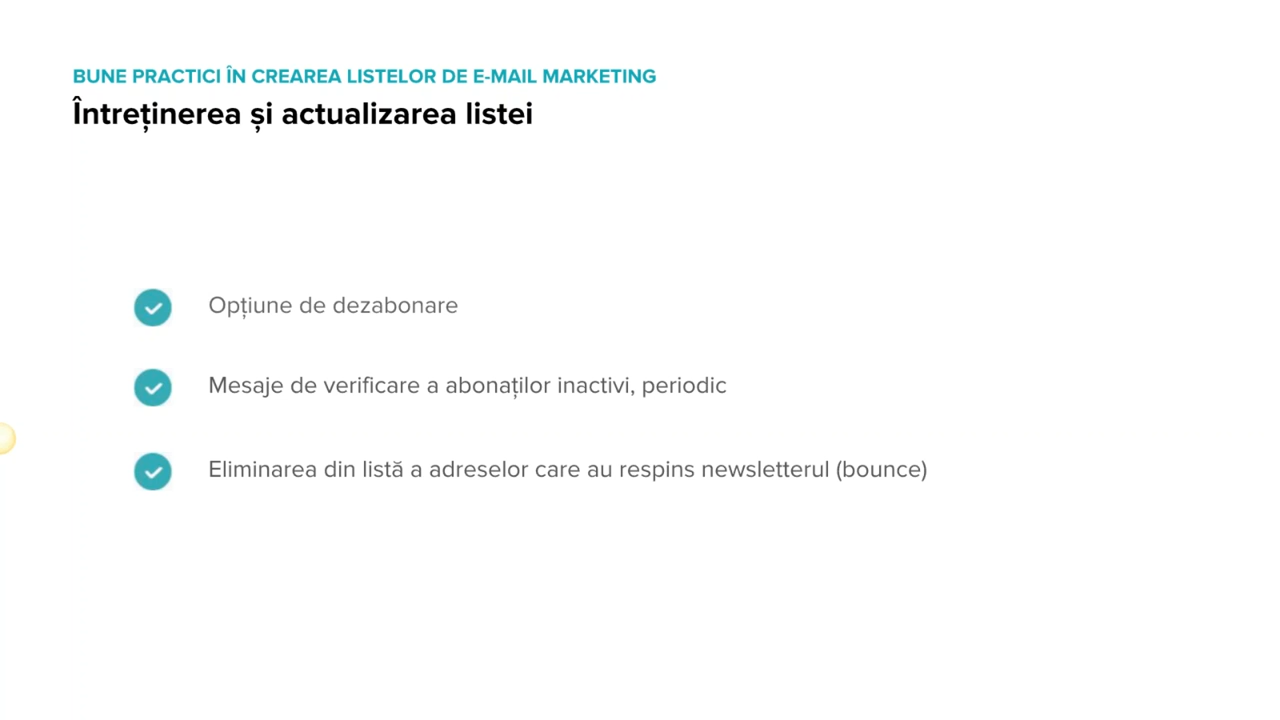 BUNE PRACTICI ÎN CREAREA LISTELOR DE E-MAIL MARKETING
Întreținerea și actualizarea listei
Opțiune de dezabonare
Mesaje de verificare a abonaților inactivi, periodic
Eliminarea din listă a adreselor care au respins newsletterul (bounce)